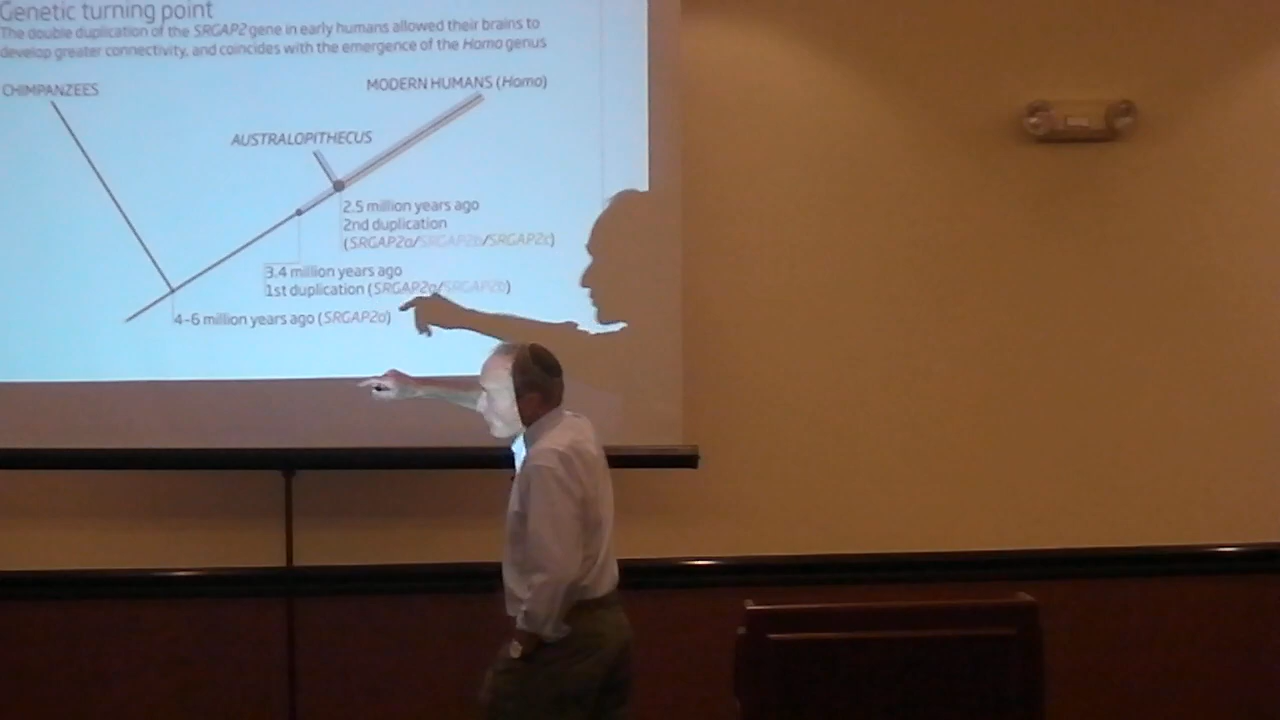 Genetic turning point
The double duplication of the SRGAP2 gene in early humans allowed their brains to
develop greater connectivity, and coincides with the emergence of the Homo genus
CHIMPANZEES
MODERN HUMANS (Homo)
AUSTRALOPITHECUS
2.5 million years ago
2nd duplication
(SRGAP2a/SRGAP2b/SRGAP2c)
3.4 million years ago
1st duplication (SRGAP2a/SRGAP2b)
4-6 million years ago (SRGAP2a)